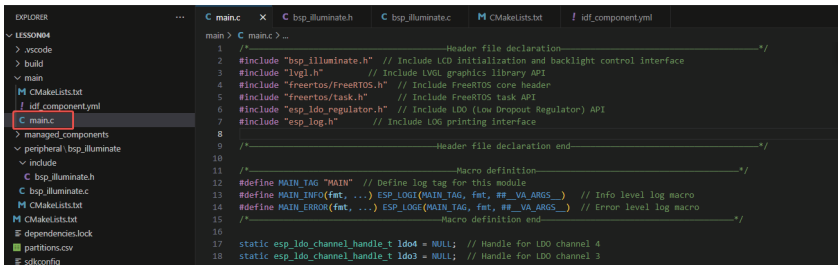 EXPLORER ...
LESSON04
.vscode
build
main
CMakeLists.txt
idf_component.yml
main.c
managed_components
peripheral \ bsp_illuminate
include
bsp_illuminate.h
bsp_illuminate.c
CMakeLists.txt
CMakeLists.txt
dependencies.lock
partitions.csv
sdkconfig
C main.c × C bsp_illuminate.h C bsp_illuminate.c M CMakeLists.txt ! idf_component.yml
main > C main.c > ...
1 /*————————————————Header file declaration————————————————*/
2 #include "bsp_illuminate.h" // Include LCD initialization and backlight control interface
3 #include "lvgl.h" // Include LVGL graphics library API
4 #include "freertos/FreeRTOS.h" // Include FreeRTOS core header
5 #include "freertos/task.h" // Include FreeRTOS task API
6 #include "esp_ldo_regulator.h" // Include LDO (Low Dropout Regulator) API
7 #include "esp_log.h" // Include LOG printing interface
8
9 /*————————————————Header file declaration end————————————————*/
10
11 /*————————————————Macro definition————————————————*/
12 #define MAIN_TAG "MAIN" // Define log tag for this module
13 #define MAIN_INFO(fmt, ...) ESP_LOGI(MAIN_TAG, fmt, ##__VA_ARGS__) // Info level log macro
14 #define MAIN_ERROR(fmt, ...) ESP_LOGE(MAIN_TAG, fmt, ##__VA_ARGS__) // Error level log macro
15 /*————————————————Macro definition end————————————————*/
16
17 static esp_ldo_channel_handle_t ldo4 = NULL; // Handle for LDO channel 4
18 static esp_ldo_channel_handle_t ldo3 = NULL; // Handle for LDO channel 3